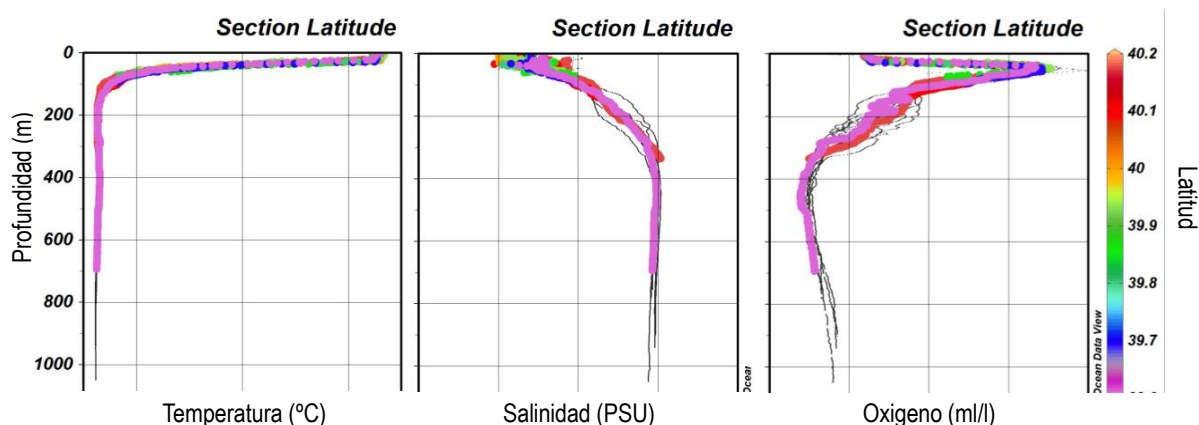 Section Latitude
Section Latitude
Section Latitude
0
200
400
600
800
1000
Profundidad (m)
Temperatura (ºC)
Salinidad (PSU)
Oxigeno (ml/l)
Ocean Data View
40.2
40.1
40
39.9
39.8
39.7
Latitud